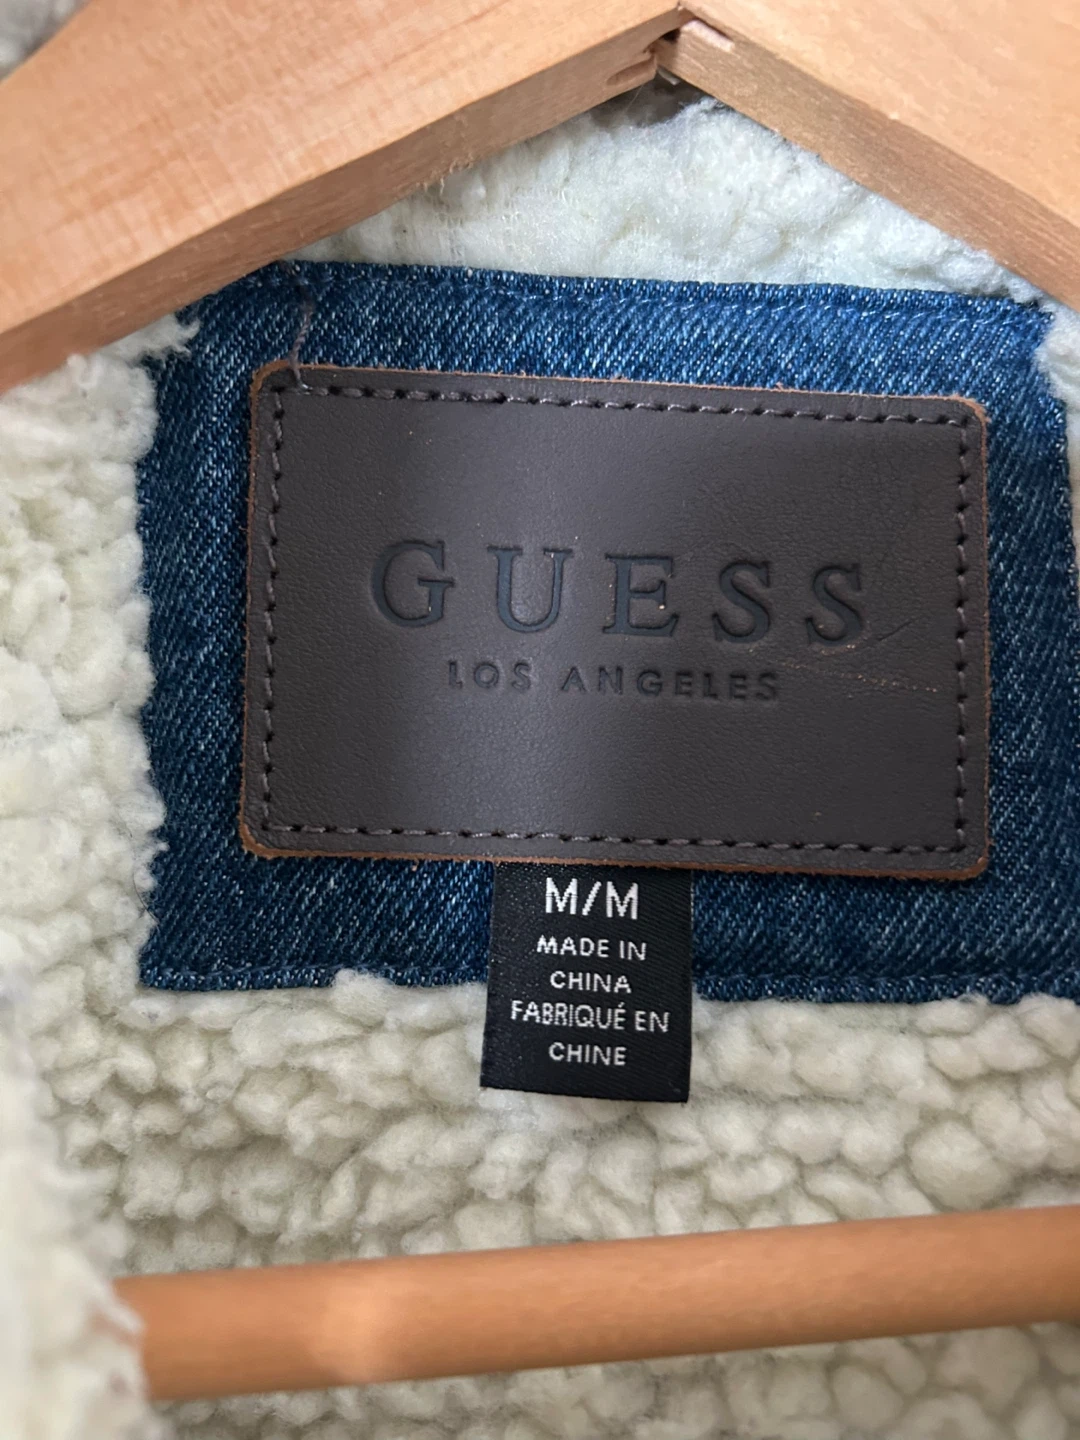 GUESS
LOS ANGELES
M/M
MADE IN
CHINA
FABRIQUÉ EN
CHINE